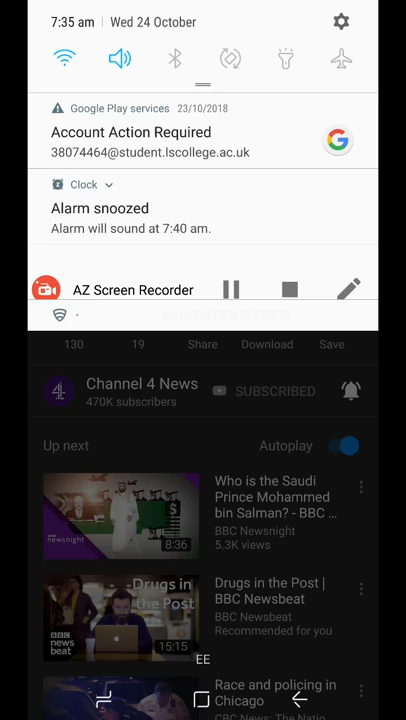 7:35 am | Wed 24 October
Google Play services 23/10/2018
Account Action Required
38074464@student.lscollege.ac.uk
Clock
Alarm snoozed
Alarm will sound at 7:40 am.
AZ Screen Recorder
130 19 Share Download Save
4
Channel 4 News
470K subscribers
SUBSCRIBED
Up next Autoplay
newsnight
8:36
Who is the Saudi
Prince Mohammed
bin Salman? - BBC ...
BBC Newsnight
5.3K views
Drugs in
the Post
BBC
news
beat
15:15
Drugs in the Post |
BBC Newsbeat
BBC Newsbeat
Recommended for you
EE
Race and policing in
Chicago